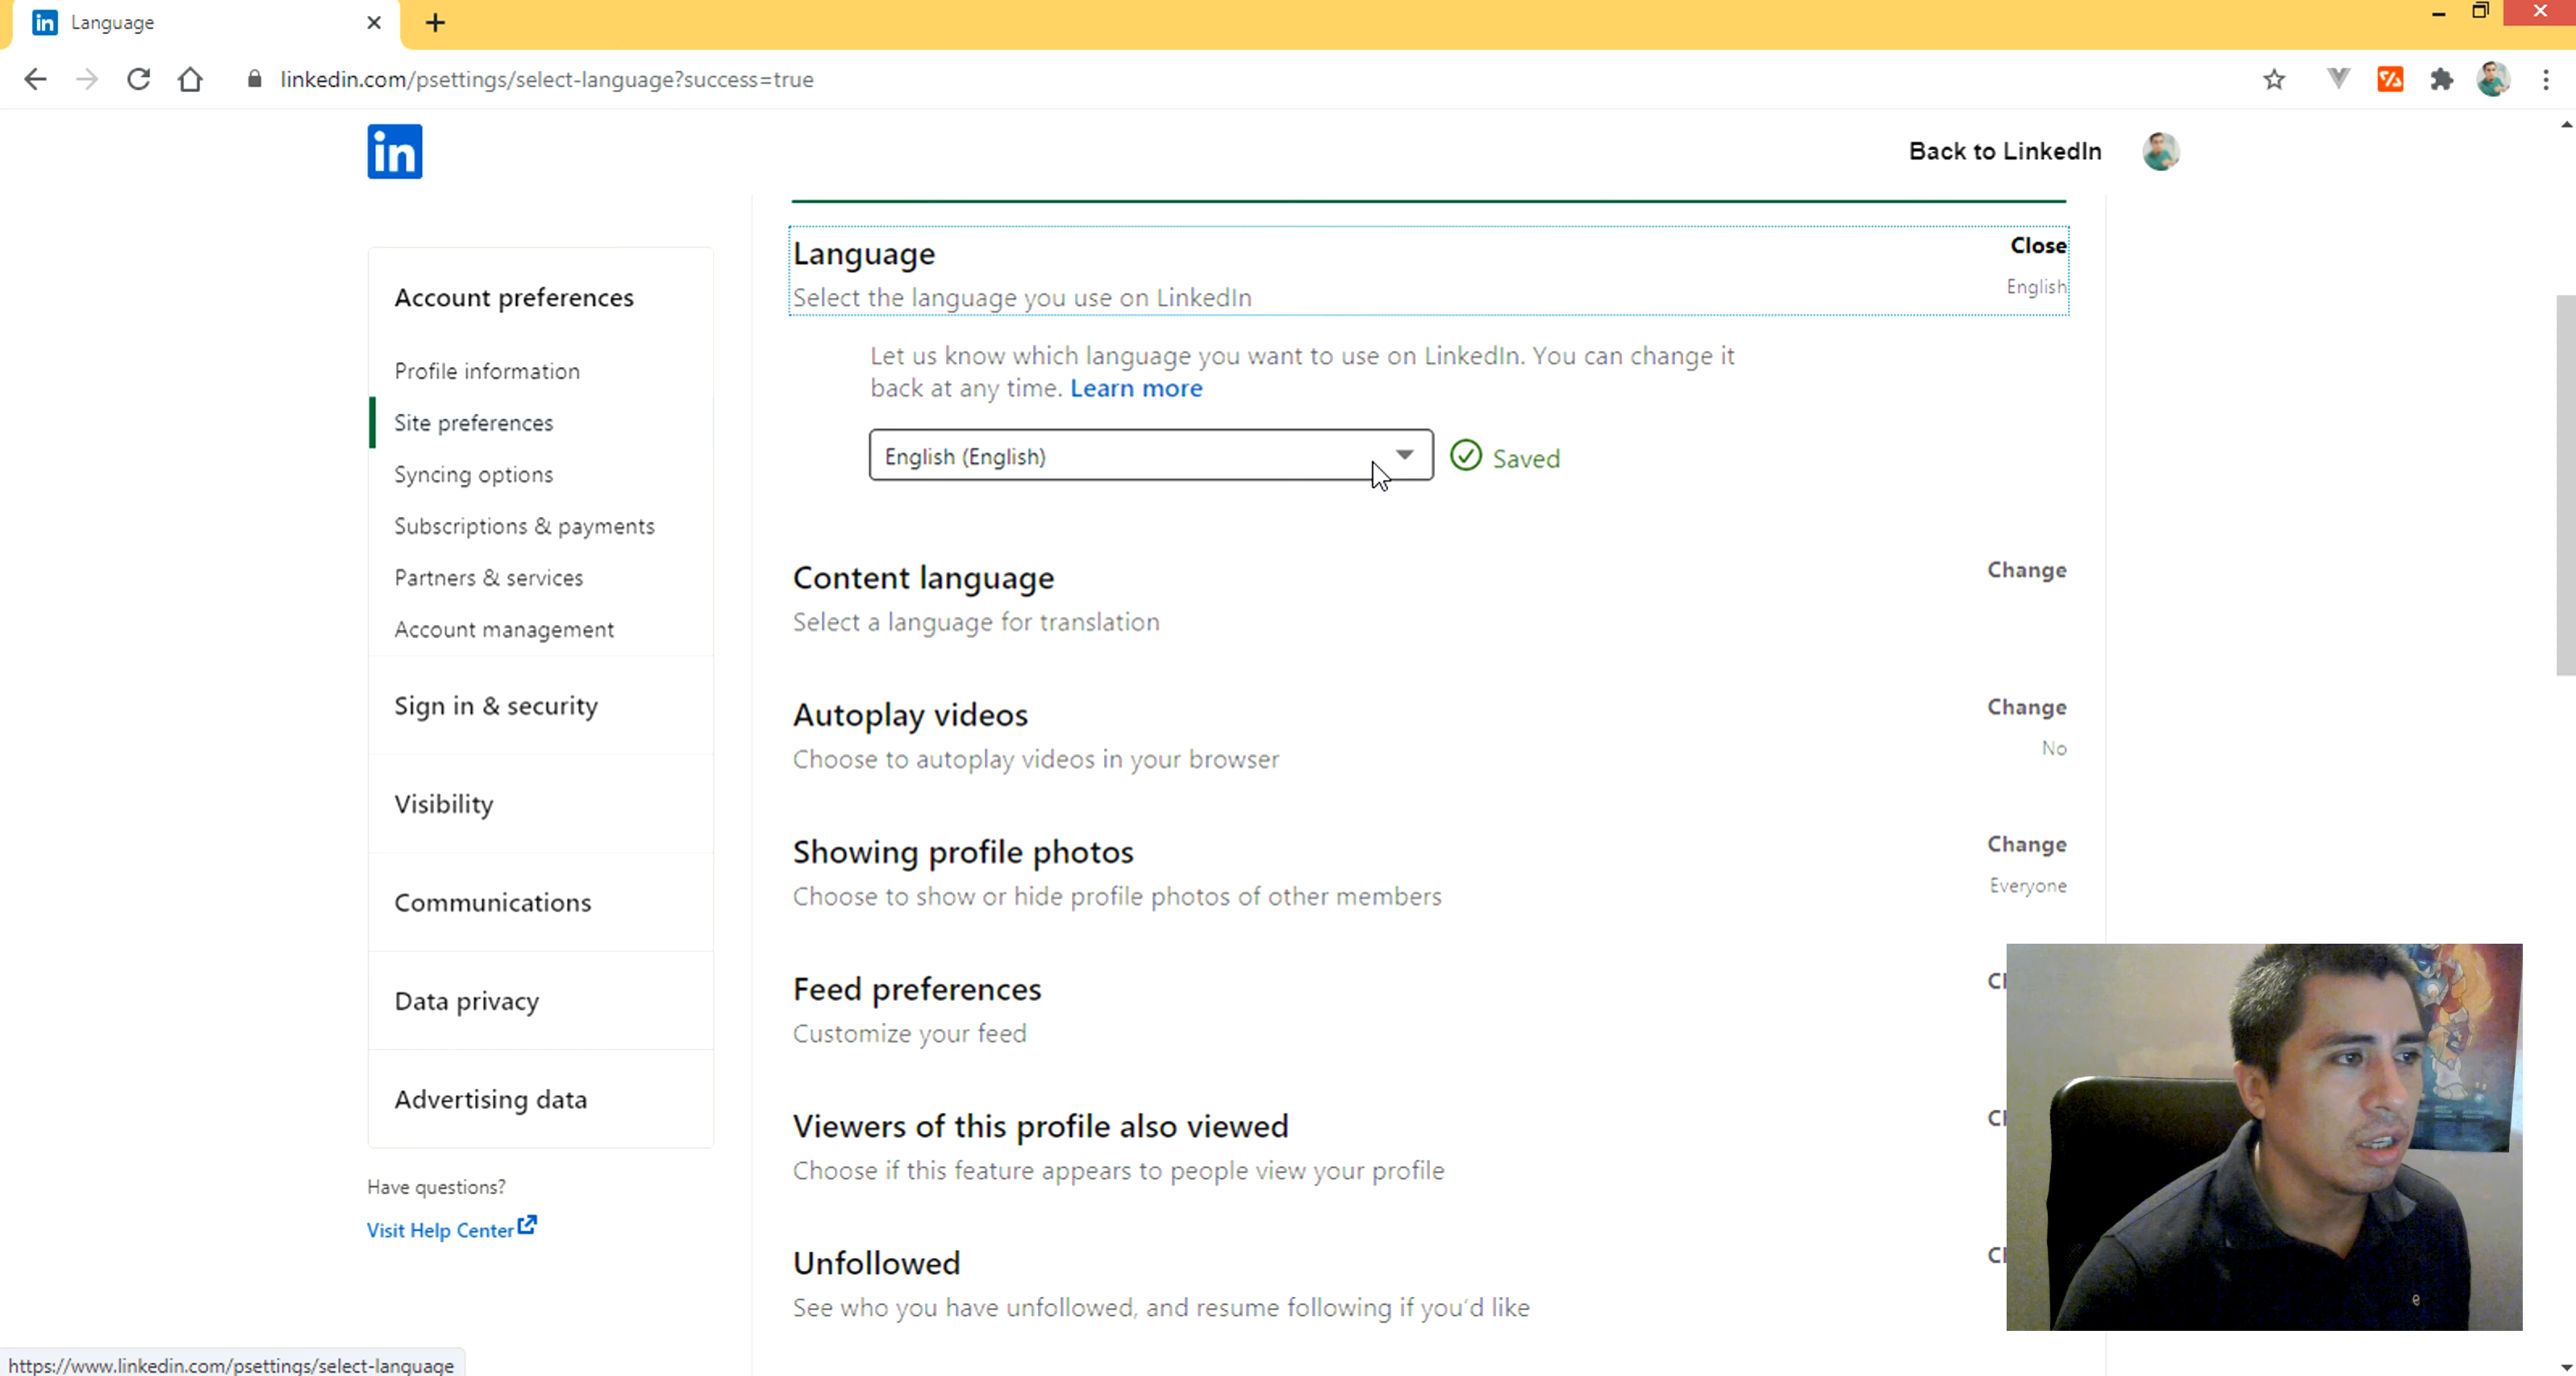 Language
linkedin.com/psettings/select-language?success=true
in
Back to LinkedIn
Account preferences
Profile information
Site preferences
Syncing options
Subscriptions & payments
Partners & services
Account management
Sign in & security
Visibility
Communications
Data privacy
Advertising data
Have questions?
Visit Help Center
Language
Close
Select the language you use on LinkedIn
English
Let us know which language you want to use on LinkedIn. You can change it
back at any time. Learn more
English (English)
Saved
Content language
Change
Select a language for translation
Autoplay videos
Change
Choose to autoplay videos in your browser
No
Showing profile photos
Change
Choose to show or hide profile photos of other members
Everyone
Feed preferences
Customize your feed
Viewers of this profile also viewed
Choose if this feature appears to people view your profile
Unfollowed
See who you have unfollowed, and resume following if you'd like
https://www.linkedin.com/psettings/select-language